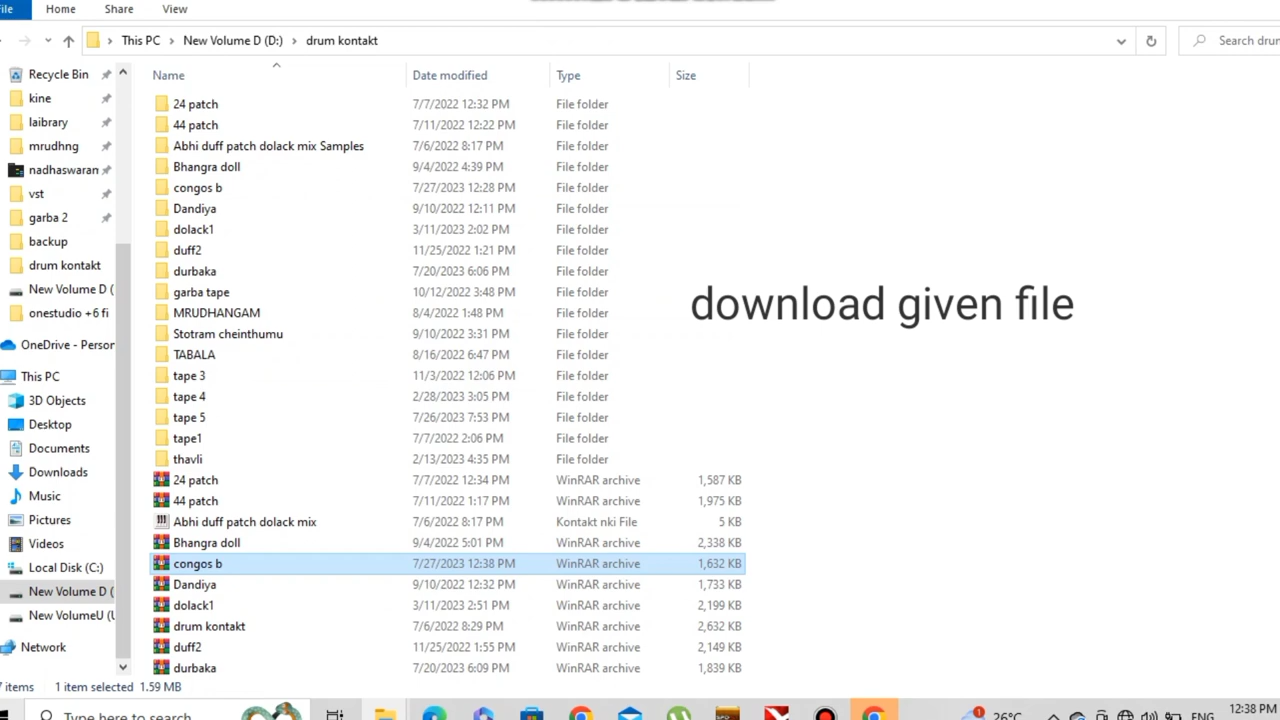 File Home Share View
This PC > New Volume D (D:) > drum kontakt
Search drum
Name Date modified Type Size
Recycle Bin
kine
laibrary
mrudhng
nadhaswaran
vst
garba 2
backup
drum kontakt
New Volume D (
onestudio +6 fi
OneDrive - Person
This PC
3D Objects
Desktop
Documents
Downloads
Music
Pictures
Videos
Local Disk (C:)
New Volume D (
New VolumeU (U
Network
24 patch 7/7/2022 12:32 PM File folder
44 patch 7/11/2022 12:22 PM File folder
Abhi duff patch dolack mix Samples 7/6/2022 8:17 PM File folder
Bhangra doll 9/4/2022 4:39 PM File folder
congos b 7/27/2023 12:28 PM File folder
Dandiya 9/10/2022 12:11 PM File folder
dolack1 3/11/2023 2:02 PM File folder
duff2 11/25/2022 1:21 PM File folder
durbaka 7/20/2023 6:06 PM File folder
garba tape 10/12/2022 3:48 PM File folder
MRUDHANGAM 8/4/2022 1:48 PM File folder
Stotram cheinthumu 9/10/2022 3:31 PM File folder
TABALA 8/16/2022 6:47 PM File folder
tape 3 11/3/2022 12:06 PM File folder
tape 4 2/28/2023 3:05 PM File folder
tape 5 7/26/2023 7:53 PM File folder
tape1 7/7/2022 2:06 PM File folder
thavli 2/13/2023 4:35 PM File folder
24 patch 7/7/2022 12:34 PM WinRAR archive 1,587 KB
44 patch 7/11/2022 1:17 PM WinRAR archive 1,975 KB
Abhi duff patch dolack mix 7/6/2022 8:17 PM Kontakt nki File 5 KB
Bhangra doll 9/4/2022 5:01 PM WinRAR archive 2,338 KB
congos b 7/27/2023 12:38 PM WinRAR archive 1,632 KB
Dandiya 9/10/2022 12:32 PM WinRAR archive 1,733 KB
dolack1 3/11/2023 2:51 PM WinRAR archive 2,199 KB
drum kontakt 7/6/2022 8:29 PM WinRAR archive 2,632 KB
duff2 11/25/2022 1:55 PM WinRAR archive 2,149 KB
durbaka 7/20/2023 6:09 PM WinRAR archive 1,839 KB
download given file
7 items 1 item selected 1.59 MB
Type here to search
1
26°C
ENG
12:38 PM